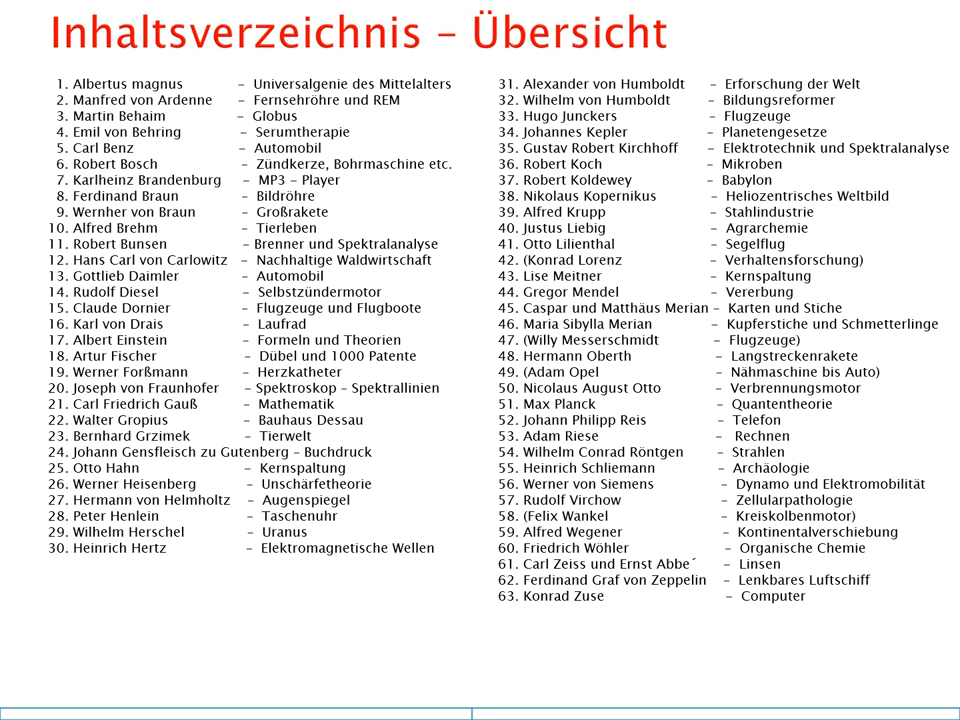 Inhaltsverzeichnis – Übersicht
1. Albertus magnus – Universalgenie des Mittelalters
2. Manfred von Ardenne – Fernsehröhre und REM
3. Martin Behaim – Globus
4. Emil von Behring – Serumtherapie
5. Carl Benz – Automobil
6. Robert Bosch – Zündkerze, Bohrmaschine etc.
7. Karlheinz Brandenburg – MP3 – Player
8. Ferdinand Braun – Bildröhre
9. Wernher von Braun – Großrakete
10. Alfred Brehm – Tierleben
11. Robert Bunsen – Brenner und Spektralanalyse
12. Hans Carl von Carlowitz – Nachhaltige Waldwirtschaft
13. Gottlieb Daimler – Automobil
14. Rudolf Diesel – Selbstzündermotor
15. Claude Dornier – Flugzeuge und Flugboote
16. Karl von Drais – Laufrad
17. Albert Einstein – Formeln und Theorien
18. Artur Fischer – Dübel und 1000 Patente
19. Werner Forßmann – Herzkatheter
20. Joseph von Fraunhofer – Spektroskop – Spektrallinien
21. Carl Friedrich Gauß – Mathematik
22. Walter Gropius – Bauhaus Dessau
23. Bernhard Grzimek – Tierwelt
24. Johann Gensfleisch zu Gutenberg – Buchdruck
25. Otto Hahn – Kernspaltung
26. Werner Heisenberg – Unschärfetheorie
27. Hermann von Helmholtz – Augenspiegel
28. Peter Henlein – Taschenuhr
29. Wilhelm Herschel – Uranus
30. Heinrich Hertz – Elektromagnetische Wellen
31. Alexander von Humboldt – Erforschung der Welt
32. Wilhelm von Humboldt – Bildungsreformer
33. Hugo Junckers – Flugzeuge
34. Johannes Kepler – Planetengesetze
35. Gustav Robert Kirchhoff – Elektrotechnik und Spektralanalyse
36. Robert Koch – Mikroben
37. Robert Koldewey – Babylon
38. Nikolaus Kopernikus – Heliozentrisches Weltbild
39. Alfred Krupp – Stahlindustrie
40. Justus Liebig – Agrarchemie
41. Otto Lilienthal – Segelflug
42. (Konrad Lorenz – Verhaltensforschung)
43. Lise Meitner – Kernspaltung
44. Gregor Mendel – Vererbung
45. Caspar und Matthäus Merian – Karten und Stiche
46. Maria Sibylla Merian – Kupferstiche und Schmetterlinge
47. (Willy Messerschmidt – Flugzeuge)
48. Hermann Oberth – Langstreckenrakete
49. (Adam Opel – Nähmaschine bis Auto)
50. Nicolaus August Otto – Verbrennungsmotor
51. Max Planck – Quantentheorie
52. Johann Philipp Reis – Telefon
53. Adam Riese – Rechnen
54. Wilhelm Conrad Röntgen – Strahlen
55. Heinrich Schliemann – Archäologie
56. Werner von Siemens – Dynamo und Elektromobilität
57. Rudolf Virchow – Zellularpathologie
58. (Felix Wankel – Kreiskolbenmotor)
59. Alfred Wegener – Kontinentalverschiebung
60. Friedrich Wöhler – Organische Chemie
61. Carl Zeiss und Ernst Abbe´ – Linsen
62. Ferdinand Graf von Zeppelin – Lenkbares Luftschiff
63. Konrad Zuse – Computer